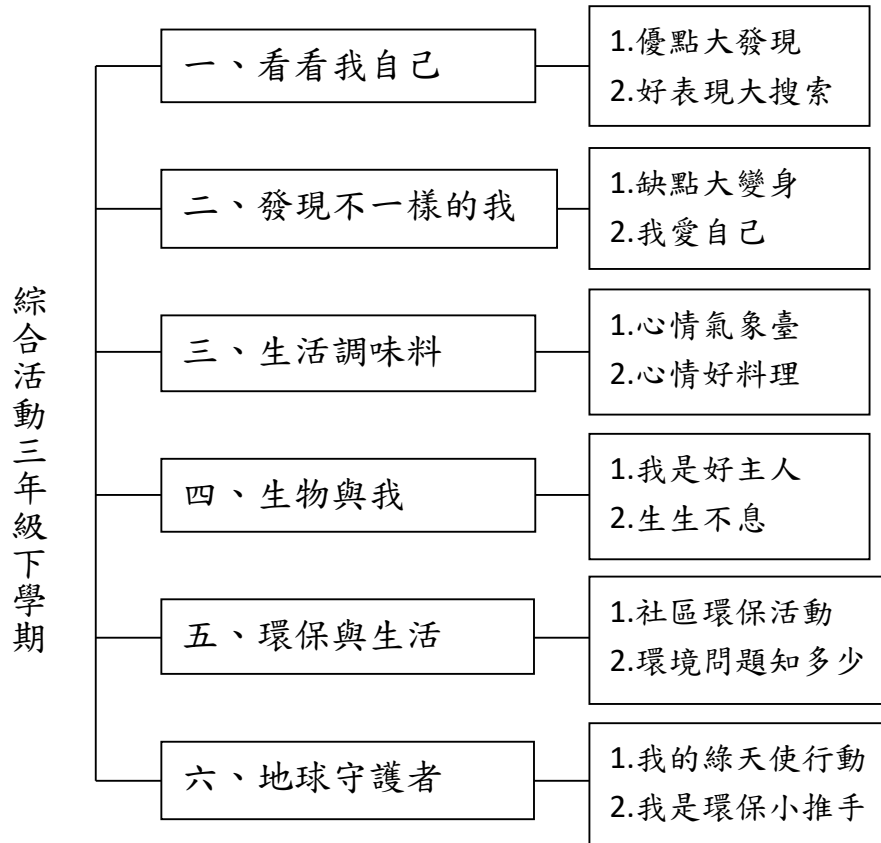 綜合活動三年級下學期
一、看看我自己
1.優點大發現
2.好表現大搜索
二、發現不一樣的我
1.缺點大變身
2.我愛自己
三、生活調味料
1.心情氣象臺
2.心情好料理
四、生物與我
1.我是好主人
2.生生不息
五、環保與生活
1.社區環保活動
2.環境問題知多少
六、地球守護者
1.我的綠天使行動
2.我是環保小推手